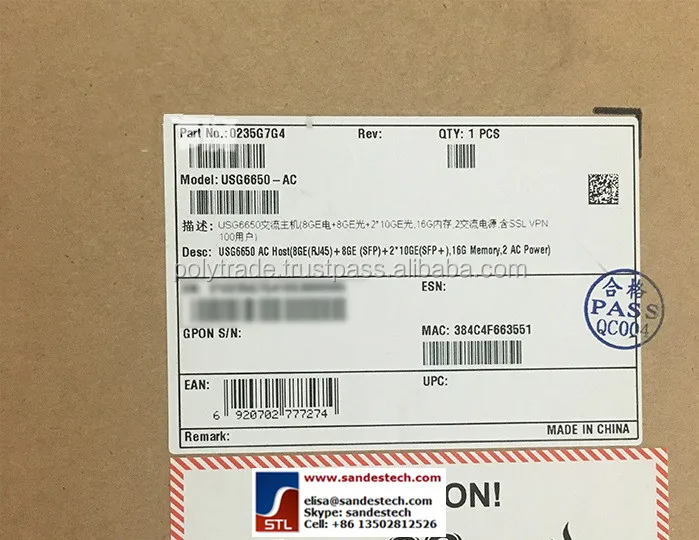 Part No.: 0235G7G4 Rev: QTY: 1 PCS
Model: USG6650-AC
描述: USG6650交流主机(8GE电+8GE光+2*10GE光,16G内存,2交流电源,含SSL VPN
100用户)
Desc: USG6650 AC Host(8GE(RJ45)+8GE (SFP)+2*10GE(SFP+),16G Memory,2 AC Power)
polytrade.trustpass.alibaba.com
ESN:
合格
PASS
QC004
GPON S/N: MAC: 384C4F663551
EAN: UPC:
6 920702 777274
Remark: MADE IN CHINA
www.sandestech.com
elisa@sandestech.com
Skype: sandestech.com
Cell: +86 13502812526
STL
ON!